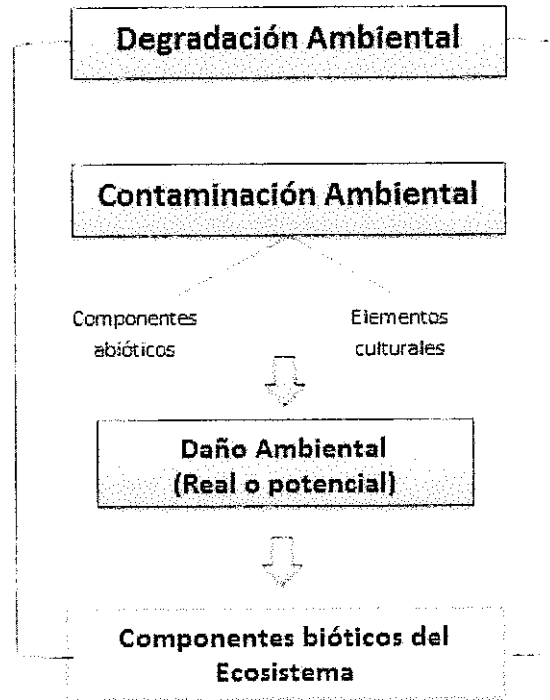 Degradación Ambiental
Contaminación Ambiental
Componentes
abióticos
Elementos
culturales
Daño Ambiental
(Real o potencial)
Componentes bióticos del
Ecosistema